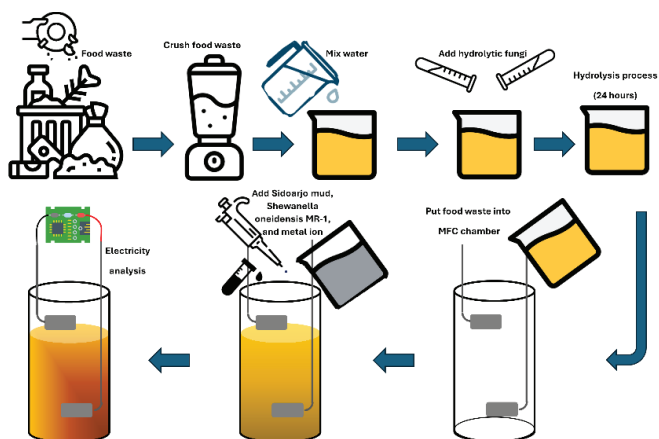 Food waste
Crush food waste
Mix water
Add hydrolytic fungi
Hydrolysis process
(24 hours)
Put food waste into
MFC chamber
Add Sidoarjo mud,
Shewanella
oneidensis MR-1,
and metal ion
Electricity
analysis